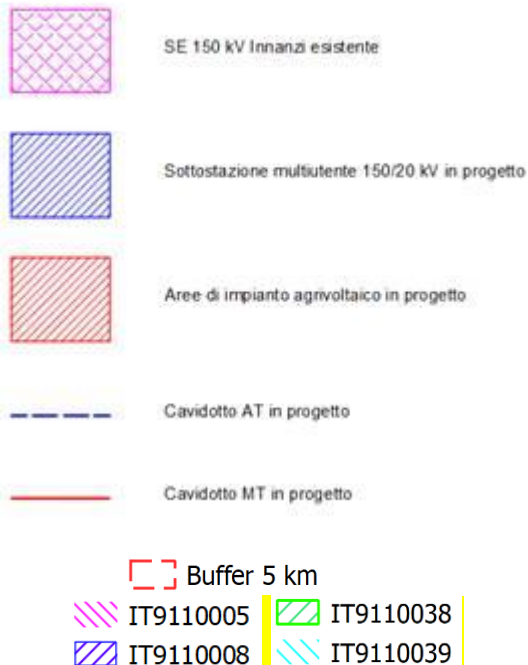 SE 150 kV Innanzi esistente
Sottostazione multiutente 150/20 kV in progetto
Aree di impianto agrivoltaico in progetto
Cavidotto AT in progetto
Cavidotto MT in progetto
Buffer 5 km
IT9110005 IT9110038
IT9110008 IT9110039